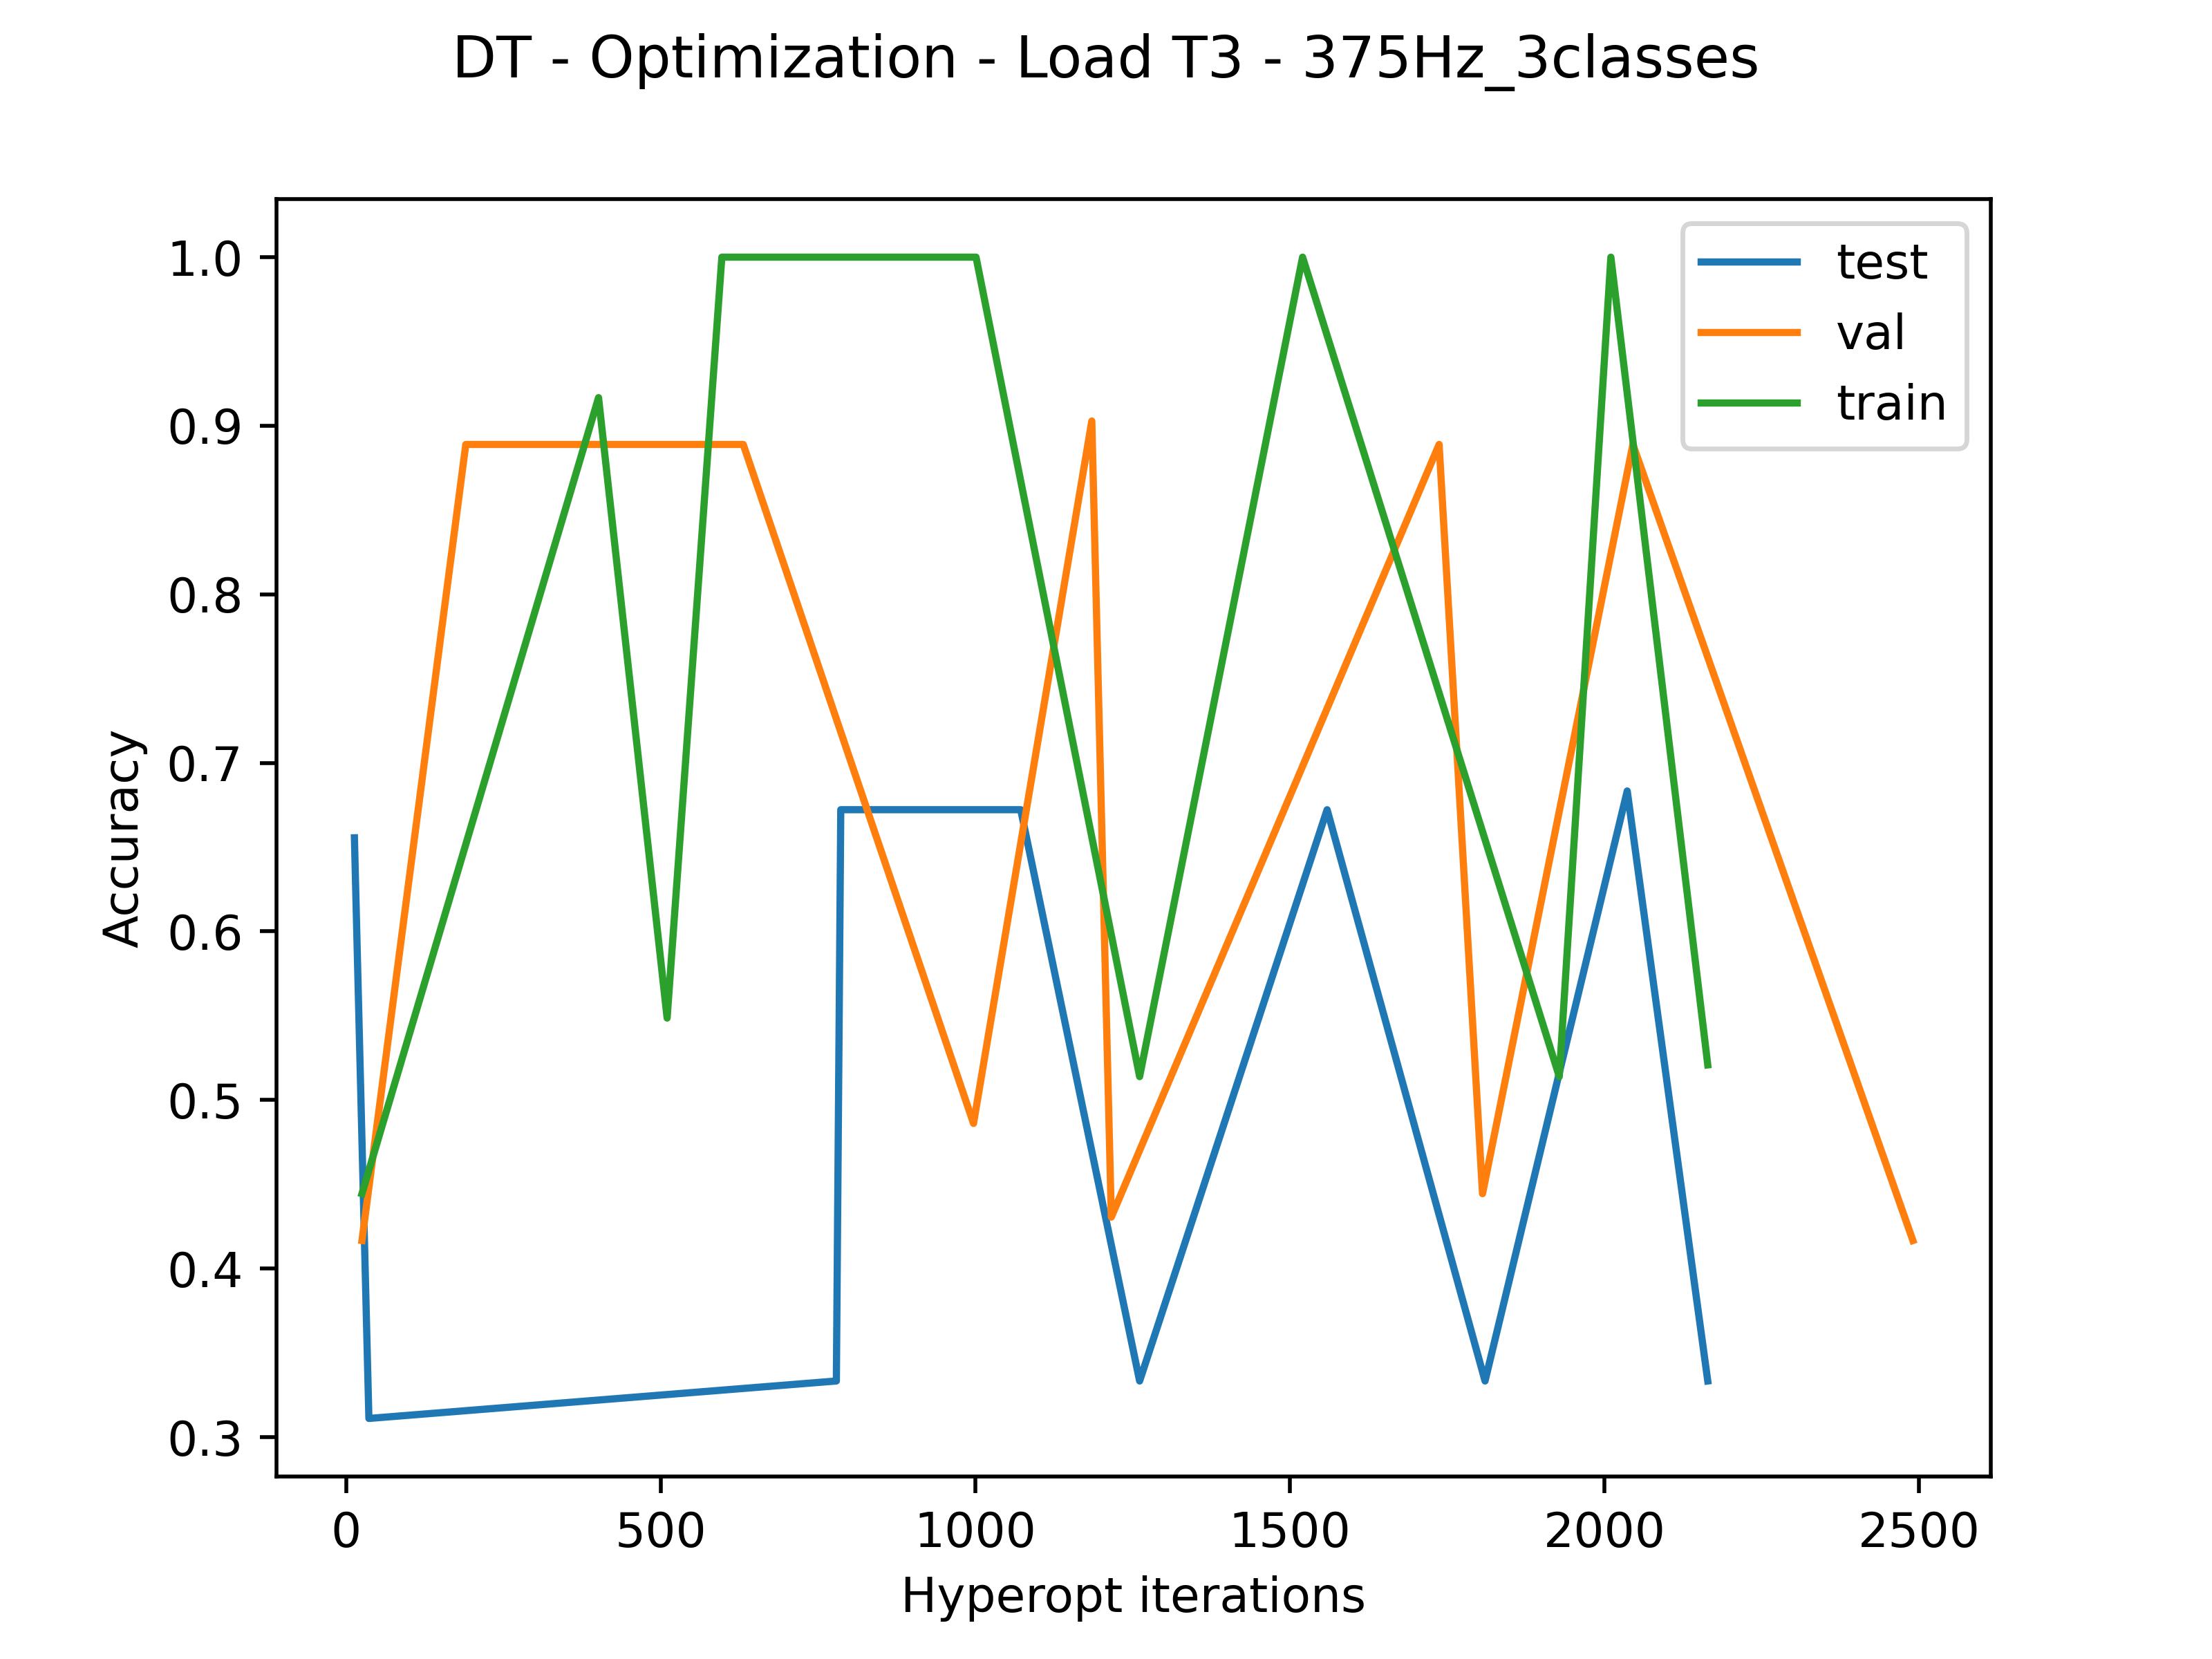 DT - Optimization - Load T3 - 375Hz_3classes
test
val
train
1.0
0.9
0.8
0.7
0.6
0.5
0.4
0.3
Accuracy
0 500 1000 1500 2000 2500
Hyperopt iterations